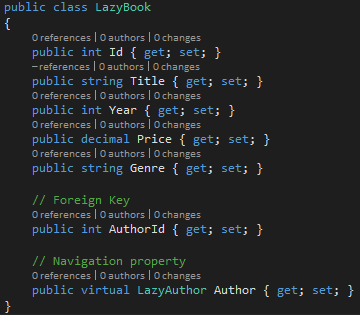 public class LazyBook
{
0 references | 0 authors | 0 changes
public int Id { get; set; }
– references | 0 authors | 0 changes
public string Title { get; set; }
0 references | 0 authors | 0 changes
public int Year { get; set; }
0 references | 0 authors | 0 changes
public decimal Price { get; set; }
0 references | 0 authors | 0 changes
public string Genre { get; set; }
// Foreign Key
0 references | 0 authors | 0 changes
public int AuthorId { get; set; }
// Navigation property
0 references | 0 authors | 0 changes
public virtual LazyAuthor Author { get; set; }
}